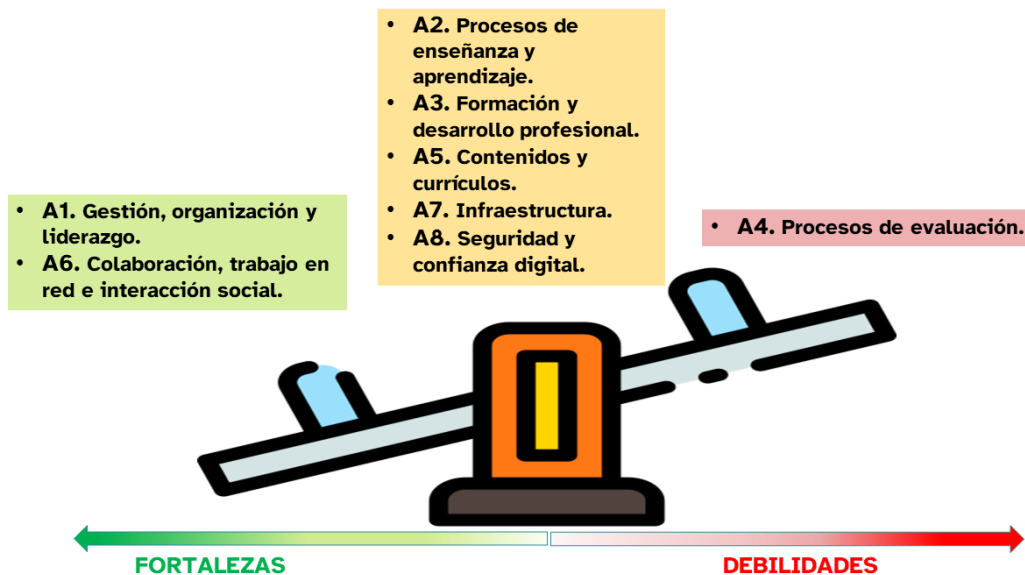 • A2. Procesos de
enseñanza y
aprendizaje.
• A3. Formación y
desarrollo profesional.
• A5. Contenidos y
currículos.
• A7. Infraestructura.
• A8. Seguridad y
confianza digital.
• A1. Gestión, organización y
liderazgo.
• A6. Colaboración, trabajo en
red e interacción social.
• A4. Procesos de evaluación.
FORTALEZAS
DEBILIDADES